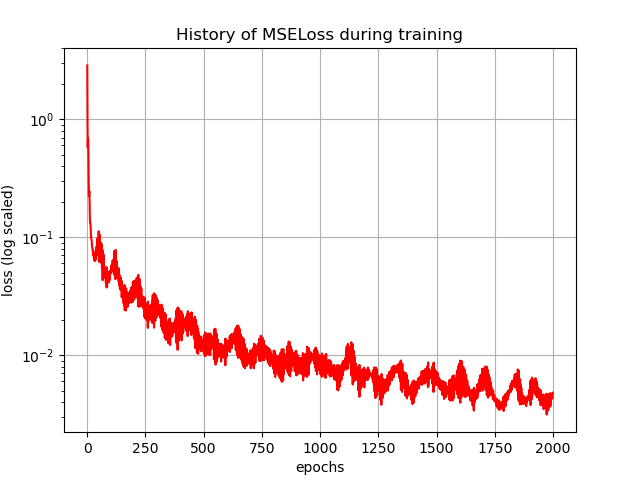 History of MSELoss during training
loss (log scaled)
10⁰
10⁻¹
10⁻²
0 250 500 750 1000 1250 1500 1750 2000
epochs